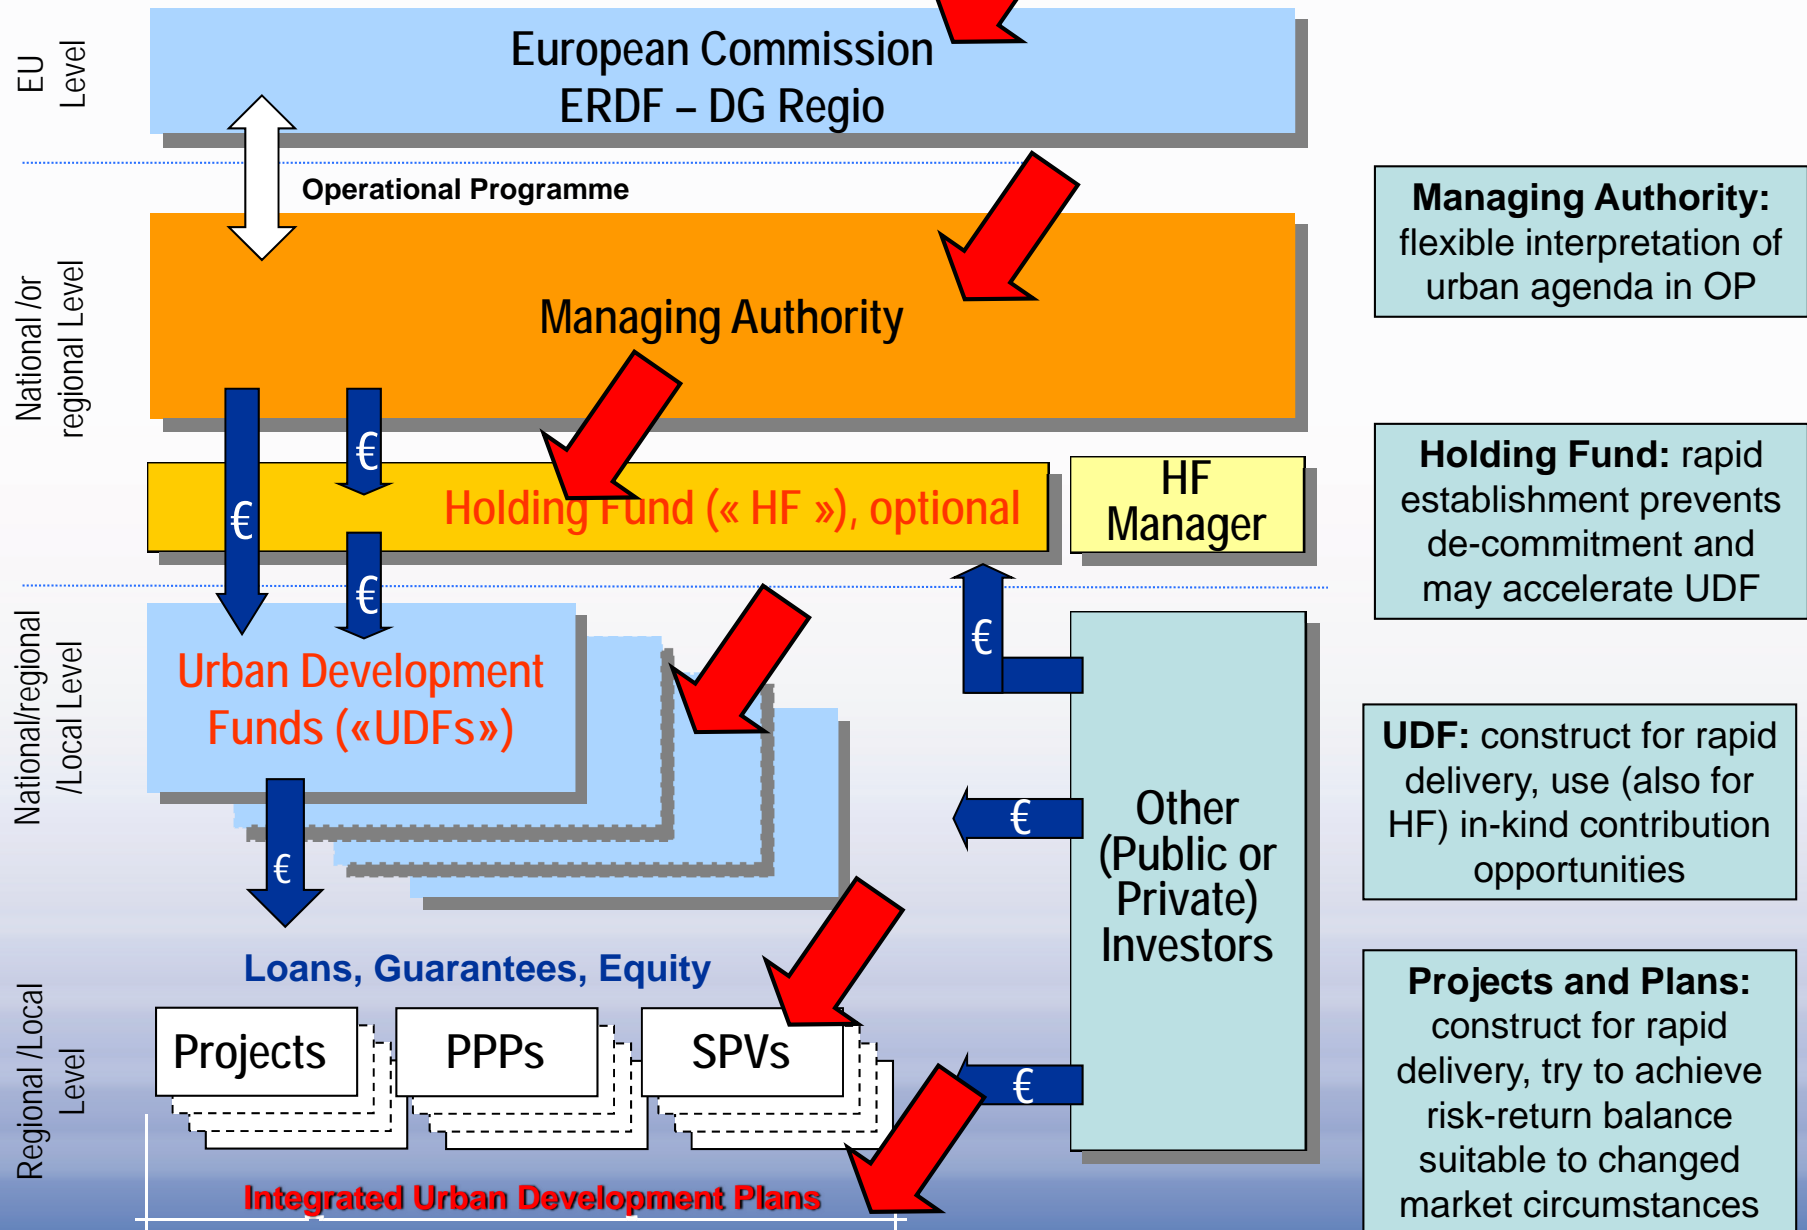 EU
Level
European Commission
ERDF – DG Regio
Operational Programme
National /or
regional Level
Managing Authority
€
€
Holding Fund (« HF »), optional
HF
Manager
€
National/regional
/Local Level
Urban Development
Funds («UDFs»)
€
€
€
Other
(Public or
Private)
Investors
Loans, Guarantees, Equity
Regional /Local
Level
Projects
PPPs
SPVs
€
Integrated Urban Development Plans
Managing Authority:
flexible interpretation of
urban agenda in OP
Holding Fund: rapid
establishment prevents
de-commitment and
may accelerate UDF
UDF: construct for rapid
delivery, use (also for
HF) in-kind contribution
opportunities
Projects and Plans:
construct for rapid
delivery, try to achieve
risk-return balance
suitable to changed
market circumstances